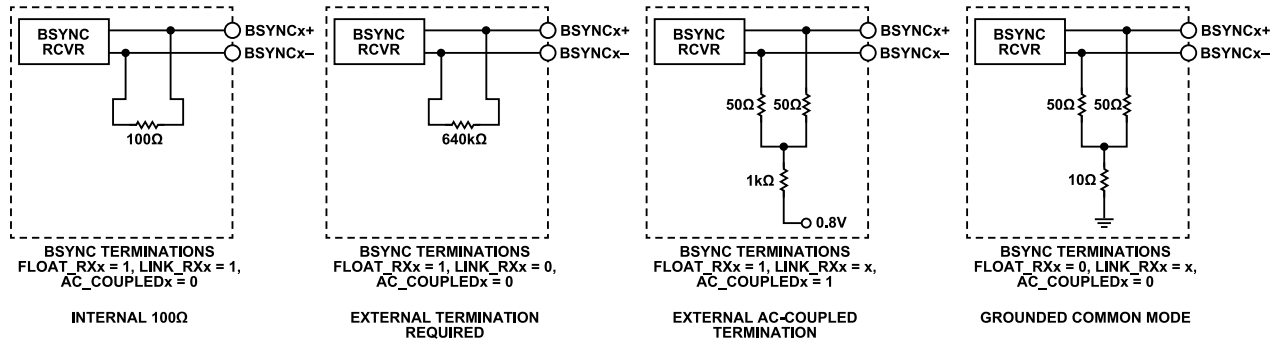 BSYNC
RCVR
BSYNCx+
BSYNCx–
100Ω
BSYNC TERMINATIONS
FLOAT_RXx = 1, LINK_RXx = 1,
AC_COUPLEDx = 0
INTERNAL 100Ω
BSYNC
RCVR
BSYNCx+
BSYNCx–
640kΩ
BSYNC TERMINATIONS
FLOAT_RXx = 1, LINK_RXx = 0,
AC_COUPLEDx = 0
EXTERNAL TERMINATION
REQUIRED
BSYNC
RCVR
BSYNCx+
BSYNCx–
50Ω 50Ω
1kΩ
0.8V
BSYNC TERMINATIONS
FLOAT_RXx = 1, LINK_RXx = x,
AC_COUPLEDx = 1
EXTERNAL AC-COUPLED
TERMINATION
BSYNC
RCVR
BSYNCx+
BSYNCx–
50Ω 50Ω
10Ω
BSYNC TERMINATIONS
FLOAT_RXx = 0, LINK_RXx = x,
AC_COUPLEDx = 0
GROUNDED COMMON MODE